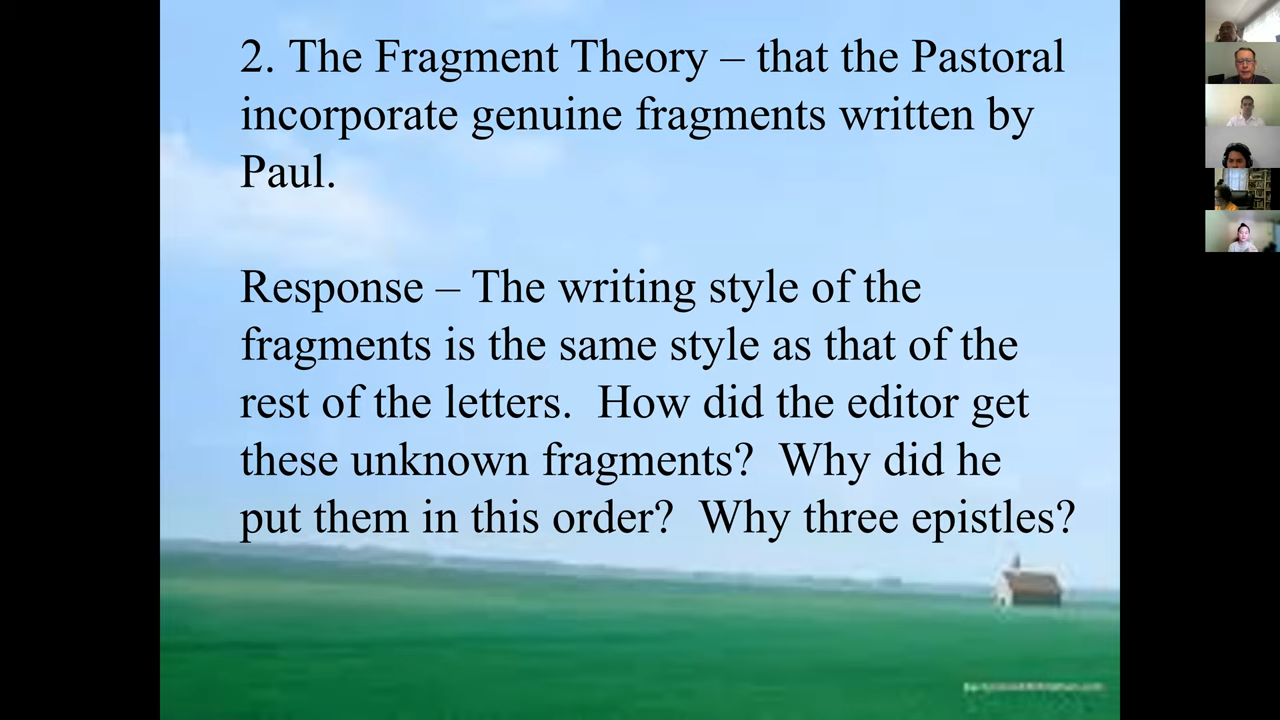 2. The Fragment Theory – that the Pastoral
incorporate genuine fragments written by
Paul.
Response – The writing style of the
fragments is the same style as that of the
rest of the letters.  How did the editor get
these unknown fragments?  Why did he
put them in this order?  Why three epistles?